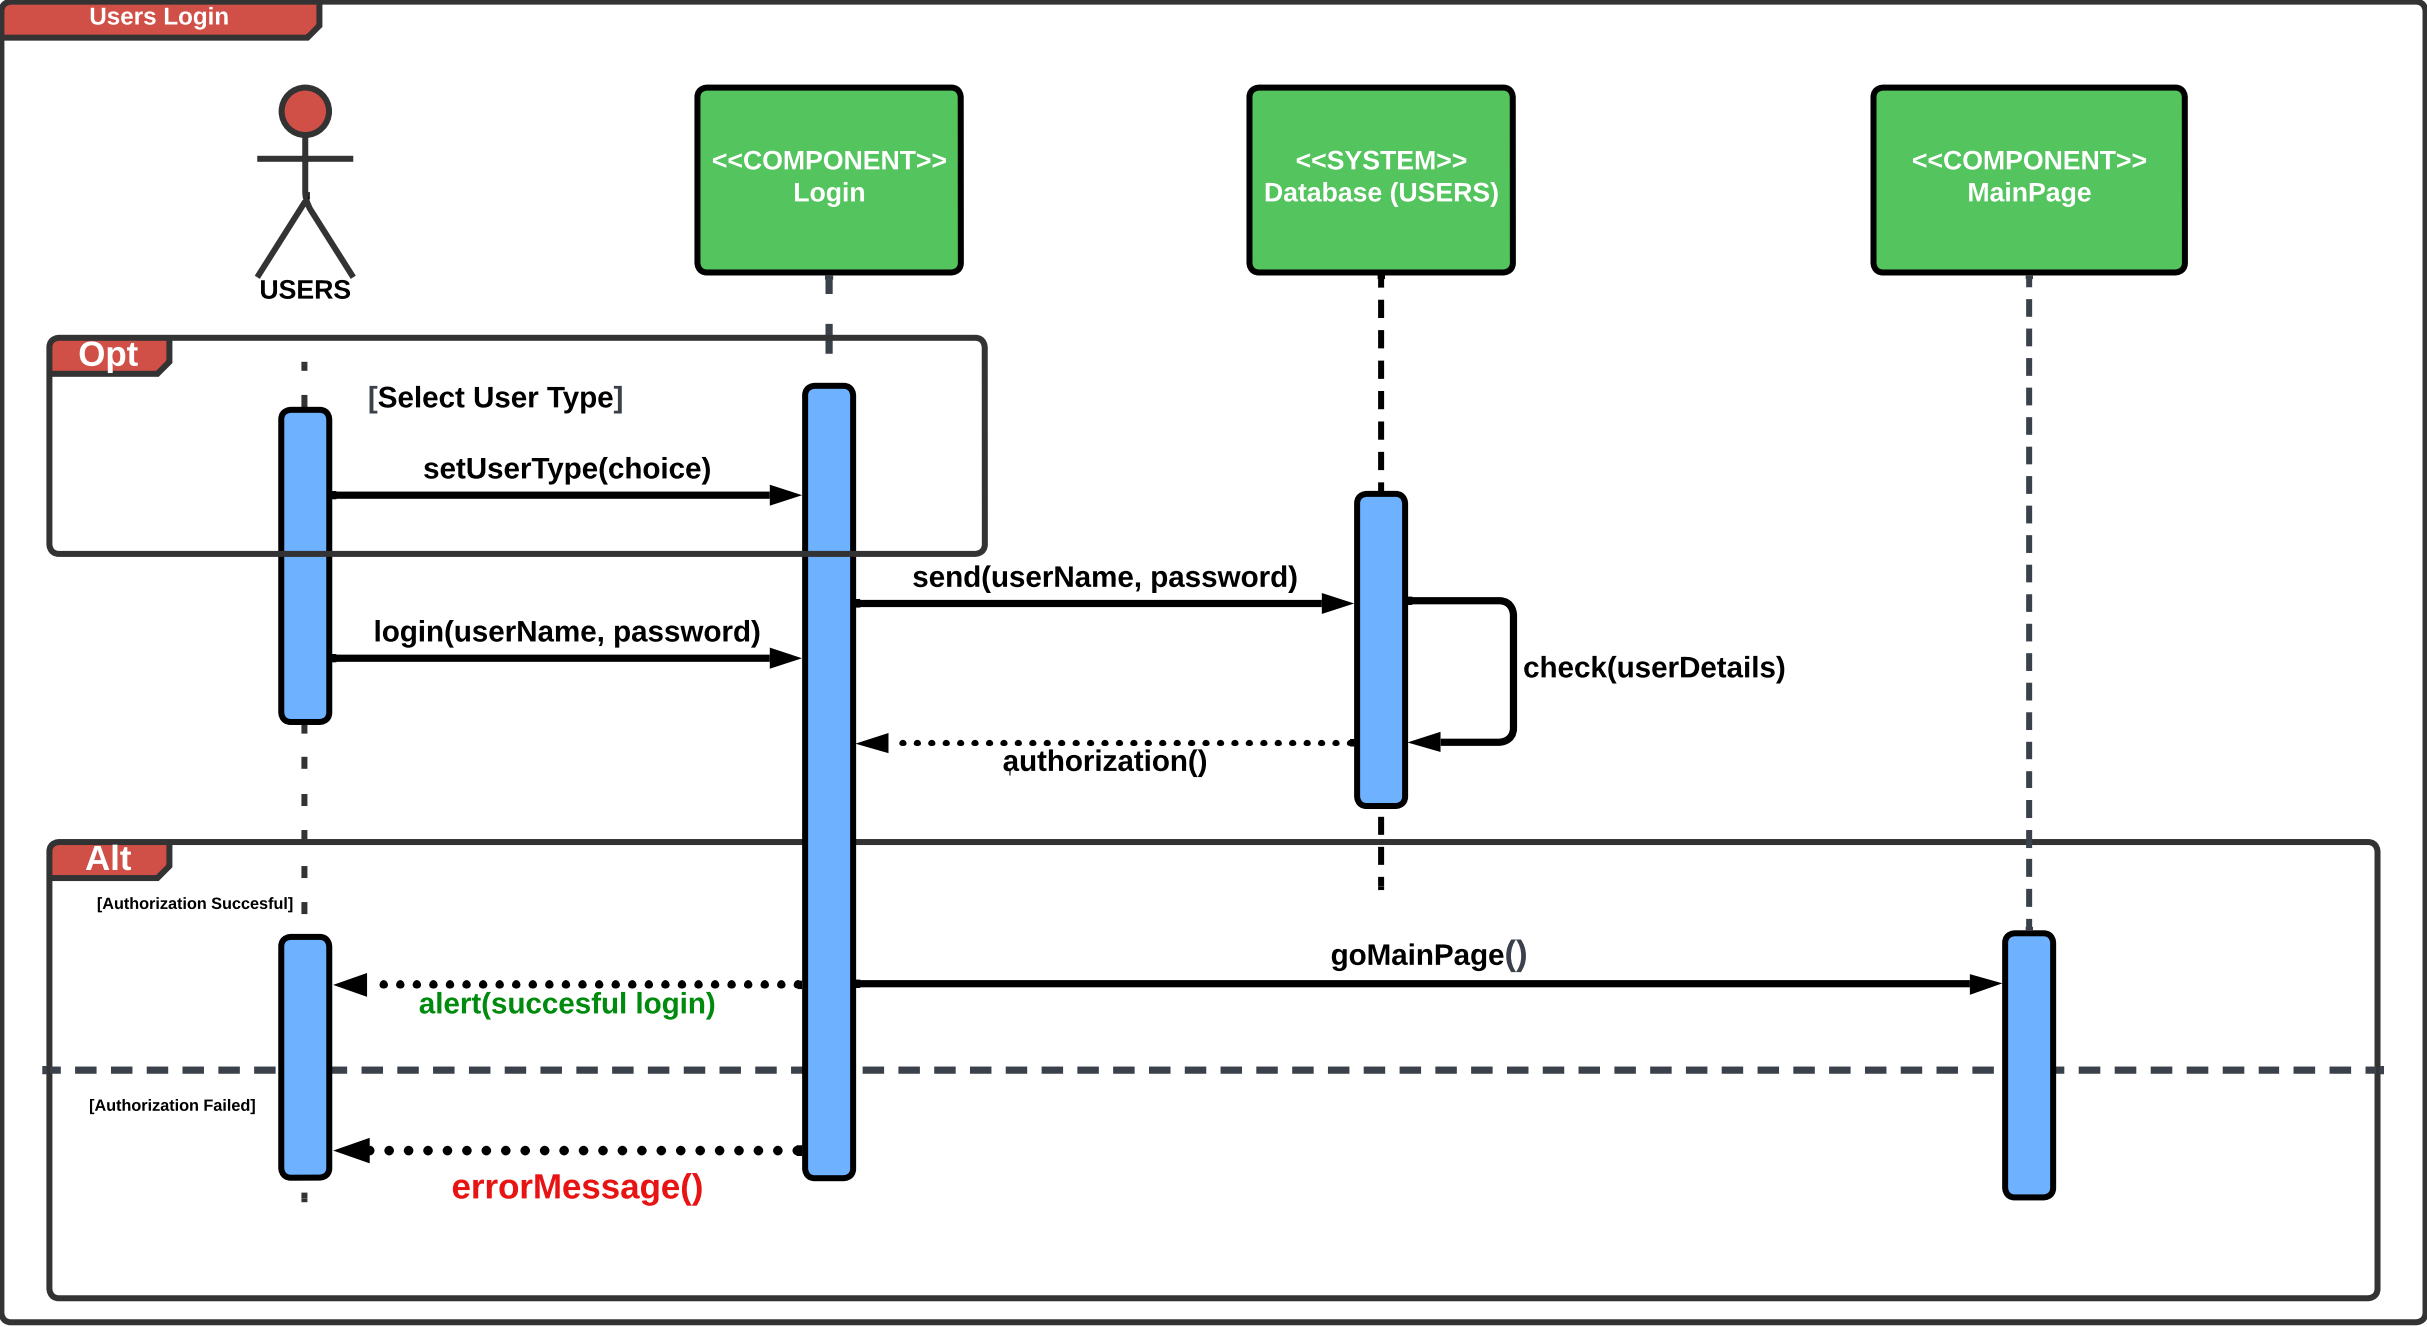 Users Login
<<COMPONENT>>
Login
<<SYSTEM>>
Database (USERS)
<<COMPONENT>>
MainPage
USERS
Opt
[Select User Type]
setUserType(choice)
send(userName, password)
login(userName, password)
check(userDetails)
authorization()
Alt
[Authorization Succesful]
goMainPage()
alert(succesful login)
[Authorization Failed]
errorMessage()